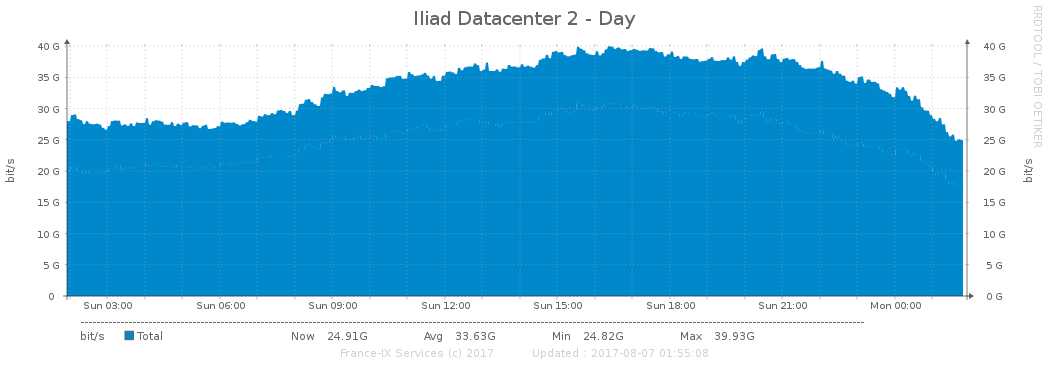 Iliad Datacenter 2 - Day
RRDTOOL / TOBI OETIKER
bit/s
40 G 40 G
35 G 35 G
30 G 30 G
25 G 25 G
20 G 20 G
15 G 15 G
10 G 10 G
5 G 5 G
0 0 G
bit/s
Sun 03:00 Sun 06:00 Sun 09:00 Sun 12:00 Sun 15:00 Sun 18:00 Sun 21:00 Mon 00:00
bit/s Total Now 24.91G Avg 33.63G Min 24.82G Max 39.93G
France-IX Services (c) 2017 Updated : 2017-08-07 01:55:08